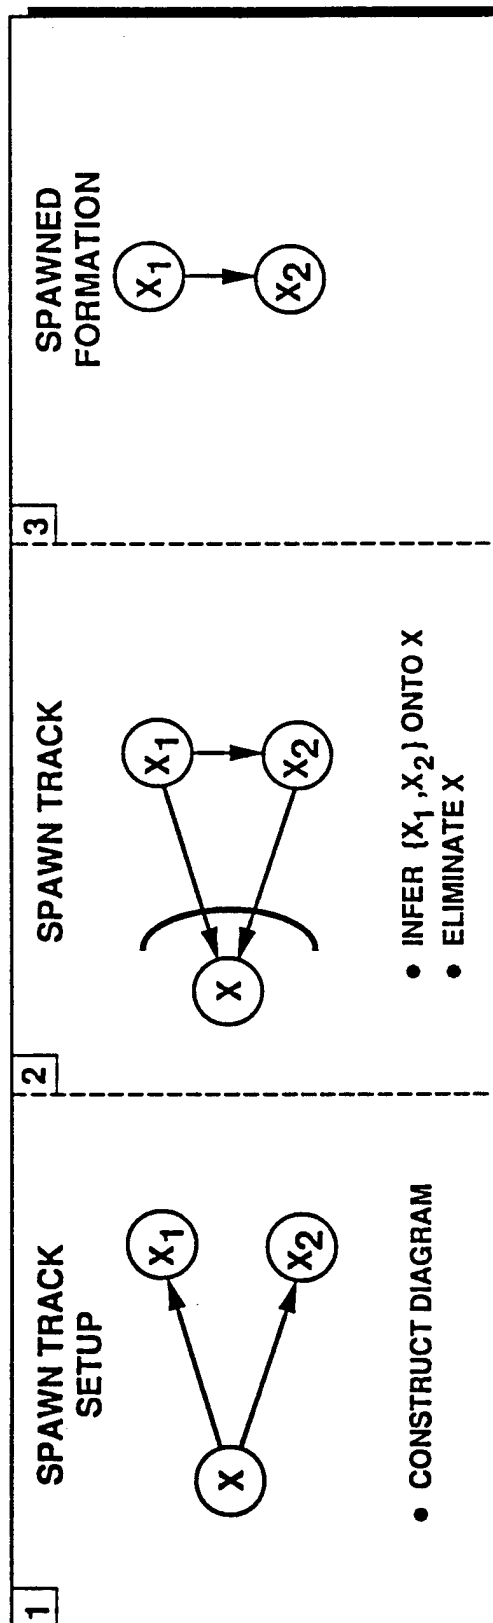 1
SPAWN TRACK
SETUP
X
X1
X2
● CONSTRUCT DIAGRAM
2
SPAWN TRACK
X
X1
X2
● INFER {X1 ,X2} ONTO X
● ELIMINATE X
3
SPAWNED
FORMATION
X1
X2